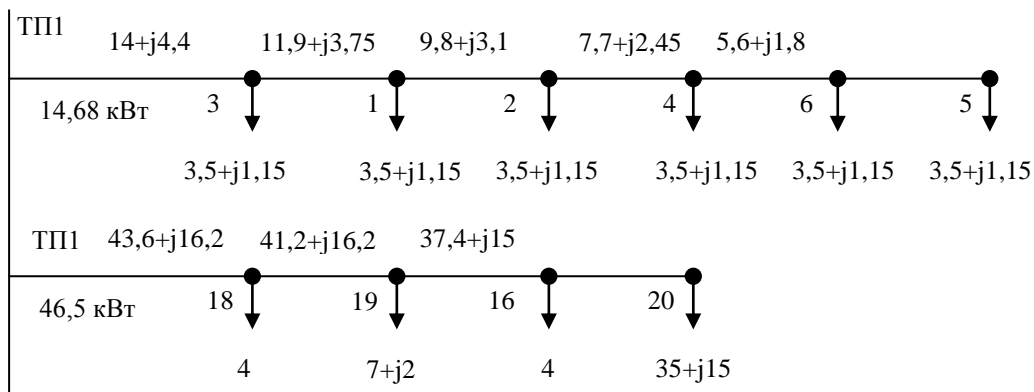 ТП1
14+j4,4 11,9+j3,75 9,8+j3,1 7,7+j2,45 5,6+j1,8
14,68 кВт 3 1 2 4 6 5
3,5+j1,15 3,5+j1,15 3,5+j1,15 3,5+j1,15 3,5+j1,15 3,5+j1,15
ТП1 43,6+j16,2 41,2+j16,2 37,4+j15
46,5 кВт 18 19 16 20
4 7+j2 4 35+j15